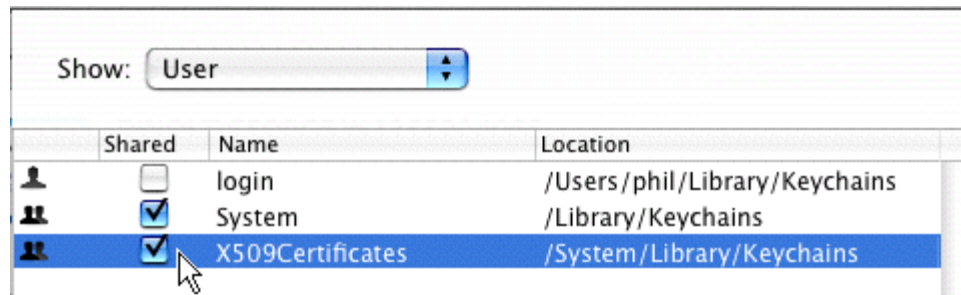 Show: User
Shared Name Location
login /Users/phil/Library/Keychains
System /Library/Keychains
X509Certificates /System/Library/Keychains